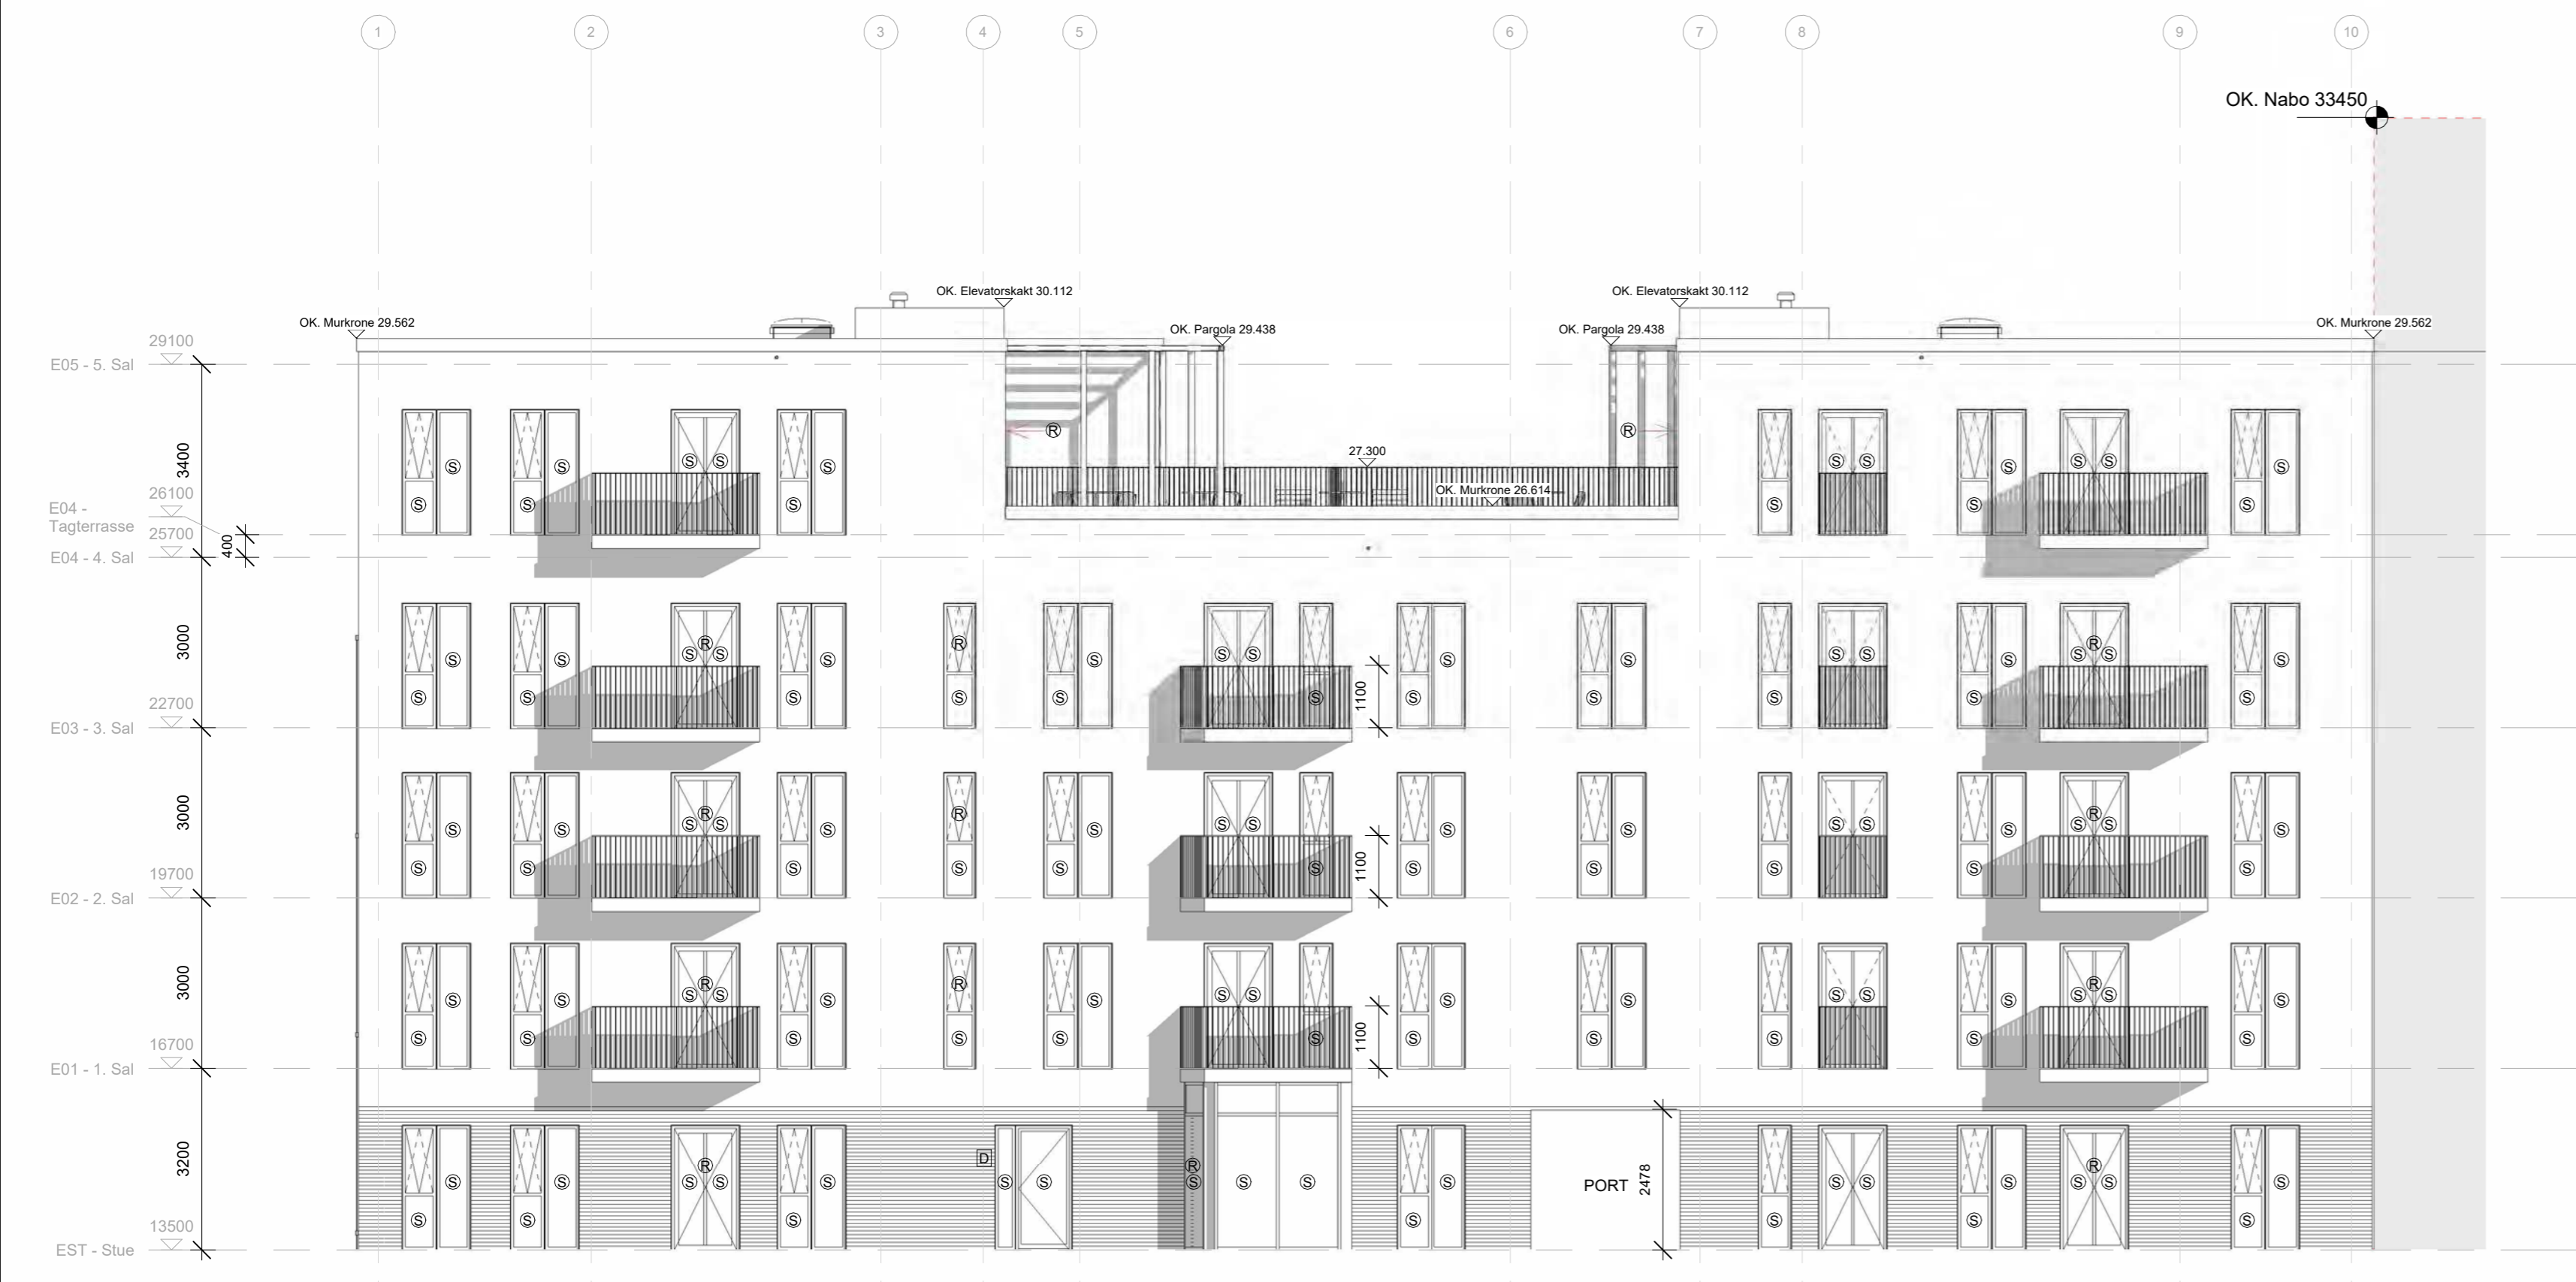 1 2 3 4 5 6 7 8 9 10
OK. Nabo 33450
OK. Elevatorskakt 30.112 OK. Elevatorskakt 30.112
OK. Murkrone 29.562 OK. Pargola 29.438 OK. Pargola 29.438 OK. Murkrone 29.562
29100
E05 - 5. Sal
R R
3400
27.300
S S S S S S S S S S S S
OK. Murkrone 26.614
S S S S S S
26100
E04 -
Tagterrasse
25700
400
E04 - 4. Sal
3000
R R R
S S S S S S S S S S S S S S S S
S S S S S S S S S
1100
22700
E03 - 3. Sal
3000
R R R
S S S S S S S S S S S S S S S S
S S S S S S S S S
1100
19700
E02 - 2. Sal
3000
R R R
S S S S S S S S S S S S S S S S
S S S S S S S S S
1100
16700
E01 - 1. Sal
3200
D
R R R
S S S S S S S S S S S S S S S S S
PORT 2478
S S S S S S
13500
EST - Stue